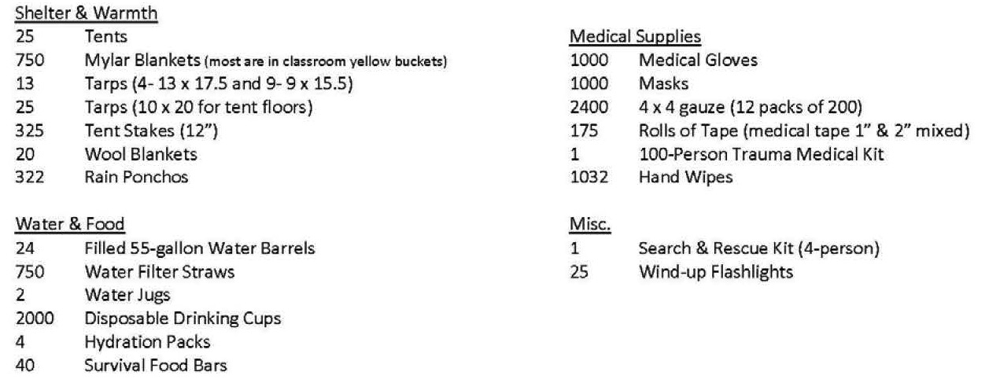 Shelter & Warmth
25 Tents
750 Mylar Blankets (most are in classroom yellow buckets)
13 Tarps (4- 13 x 17.5 and 9- 9 x 15.5)
25 Tarps (10 x 20 for tent floors)
325 Tent Stakes (12”)
20 Wool Blankets
322 Rain Ponchos
Water & Food
24 Filled 55-gallon Water Barrels
750 Water Filter Straws
2 Water Jugs
2000 Disposable Drinking Cups
4 Hydration Packs
40 Survival Food Bars
Medical Supplies
1000 Medical Gloves
1000 Masks
2400 4 x 4 gauze (12 packs of 200)
175 Rolls of Tape (medical tape 1” & 2” mixed)
1 100-Person Trauma Medical Kit
1032 Hand Wipes
Misc.
1 Search & Rescue Kit (4-person)
25 Wind-up Flashlights